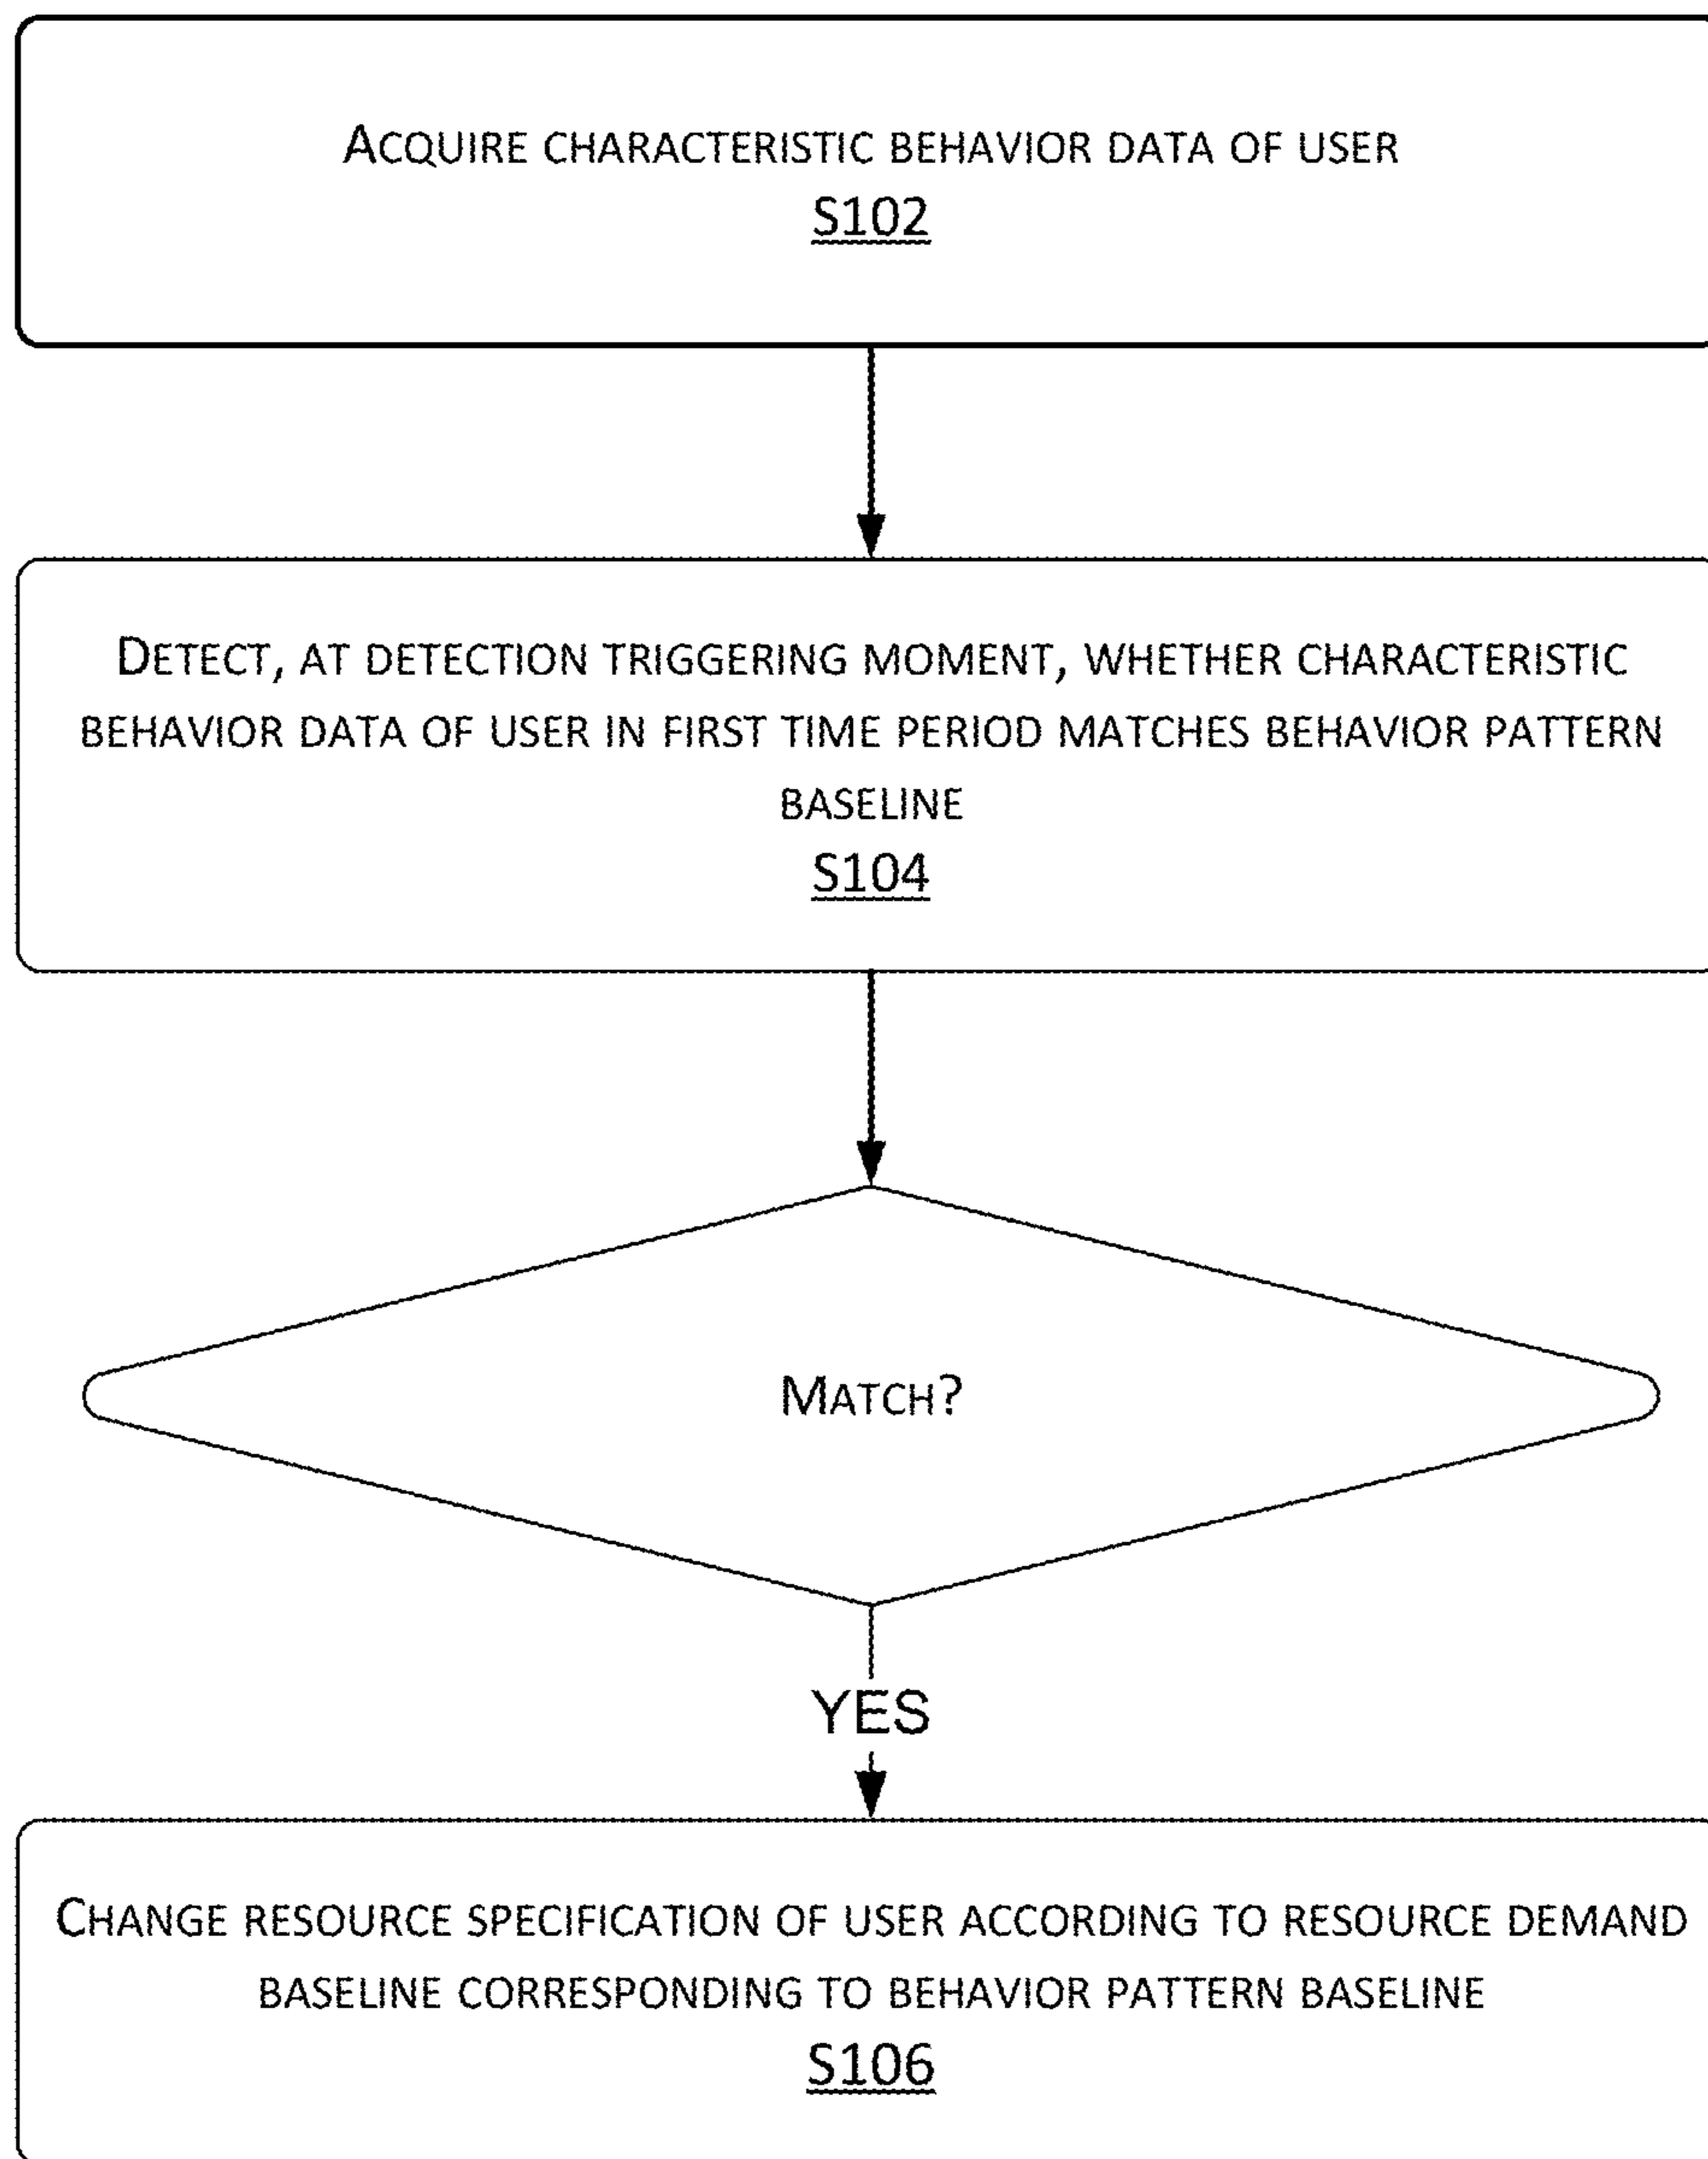 ACQUIRE CHARACTERISTIC BEHAVIOR DATA OF USER
S102
DETECT, AT DETECTION TRIGGERING MOMENT, WHETHER CHARACTERISTIC
BEHAVIOR DATA OF USER IN FIRST TIME PERIOD MATCHES BEHAVIOR PATTERN
BASELINE
S104
MATCH?
YES
CHANGE RESOURCE SPECIFICATION OF USER ACCORDING TO RESOURCE DEMAND
BASELINE CORRESPONDING TO BEHAVIOR PATTERN BASELINE
S106